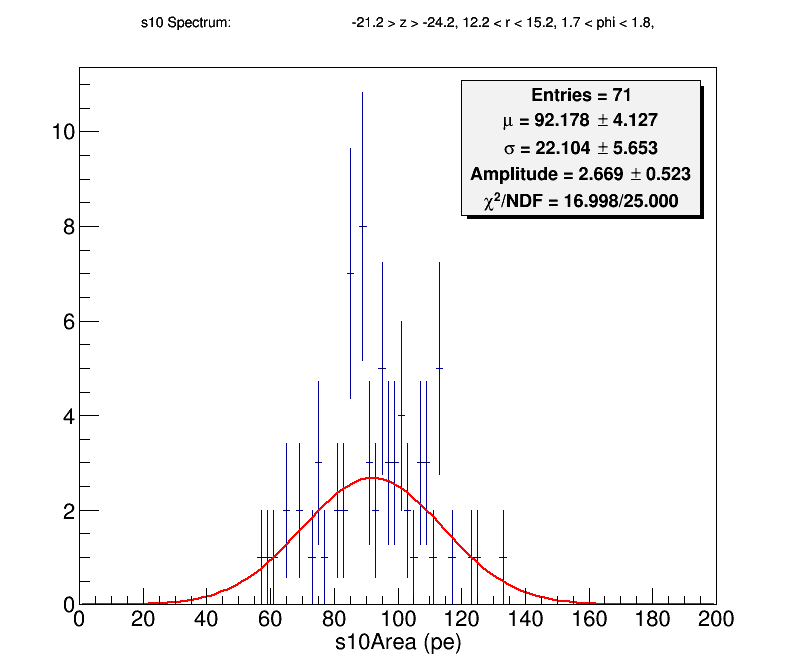 s10 Spectrum: -21.2 > z > -24.2, 12.2 < r < 15.2, 1.7 < phi < 1.8,
Entries = 71
μ = 92.178 ± 4.127
σ = 22.104 ± 5.653
Amplitude = 2.669 ± 0.523
χ²/NDF = 16.998/25.000
10
8
6
4
2
0
0 20 40 60 80 100 120 140 160 180 200
s10Area (pe)